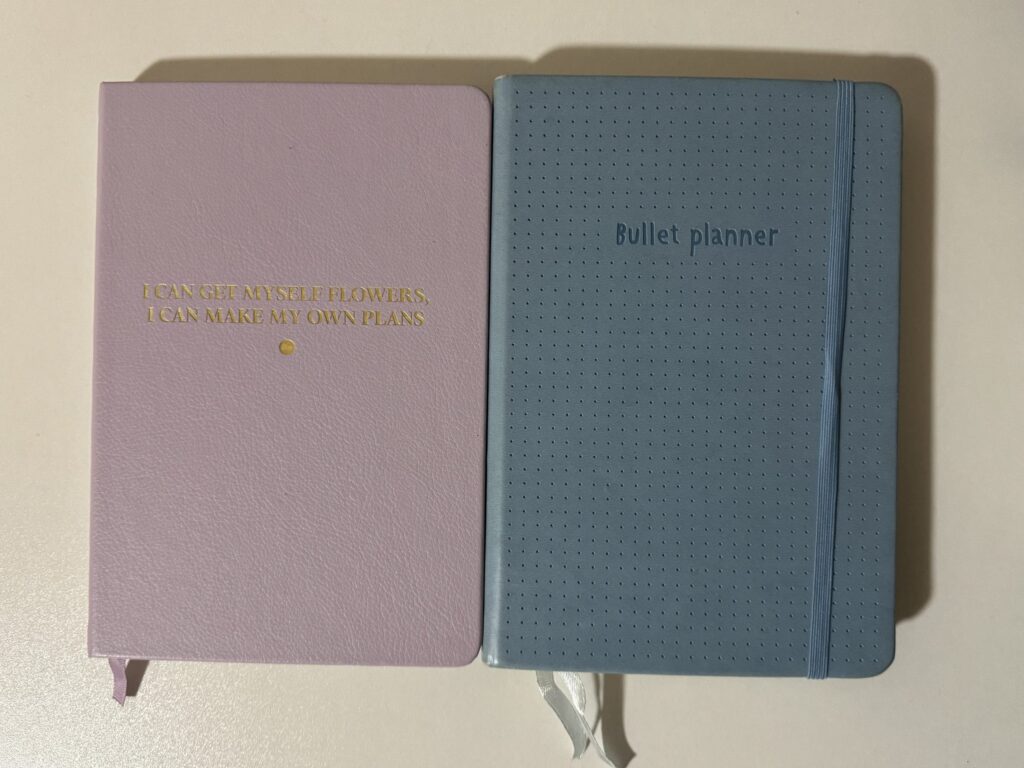 I CAN GET MYSELF FLOWERS,
I CAN MAKE MY OWN PLANS
Bullet planner